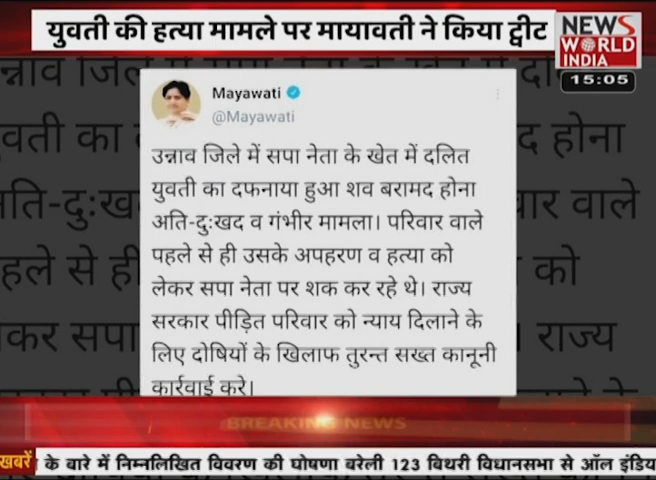 युवती की हत्या मामले पर मायावती ने किया ट्वीट
NEWS
WORLD
INDIA
15:05
Mayawati
@Mayawati
उन्नाव जिले में सपा नेता के खेत में दलित
युवती का दफनाया हुआ शव बरामद होना
अति-दुःखद व गंभीर मामला। परिवार वाले
पहले से ही उसके अपहरण व हत्या को
लेकर सपा नेता पर शक कर रहे थे। राज्य
सरकार पीड़ित परिवार को न्याय दिलाने के
लिए दोषियों के खिलाफ तुरन्त सख्त कानूनी
कार्रवाई करे।
BREAKING NEWS
खबरें के बारे में निम्नलिखित विवरण की घोषणा बरेली 123 बिथरी विधानसभा से ऑल इंडिय